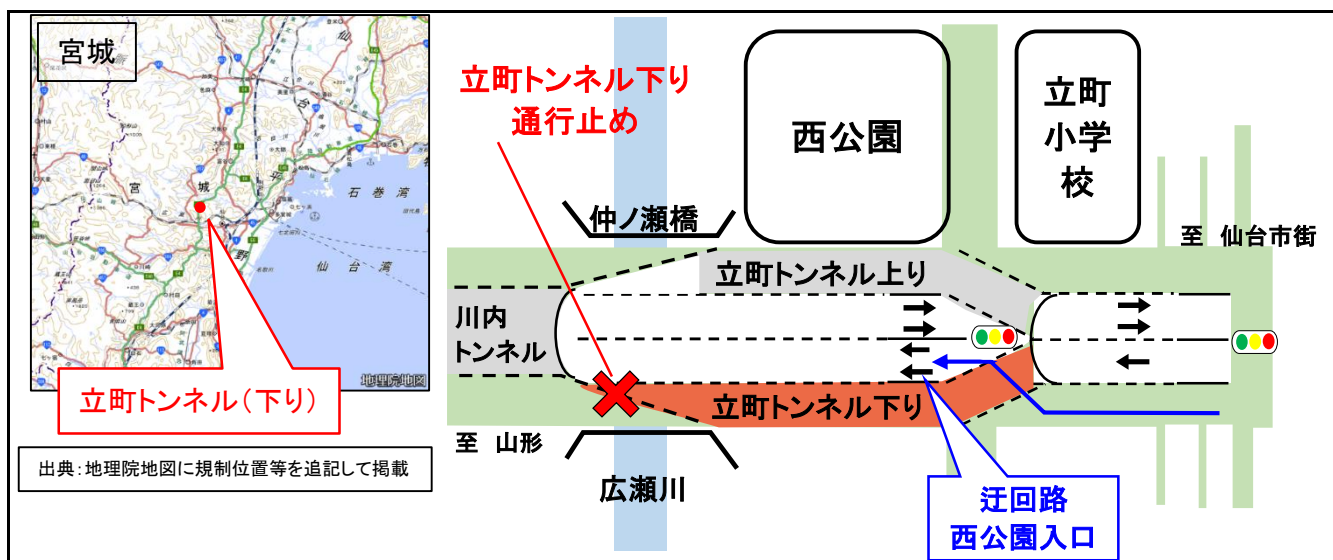 宮城
石巻湾
仙台湾
地理院地図
立町トンネル(下り)
出典:地理院地図に規制位置等を追記して掲載
立町トンネル下り
通行止め
西公園
立町
小学
校
仲ノ瀬橋
至 仙台市街
立町トンネル上り
川内
トンネル
立町トンネル下り
至 山形
広瀬川
迂回路
西公園入口